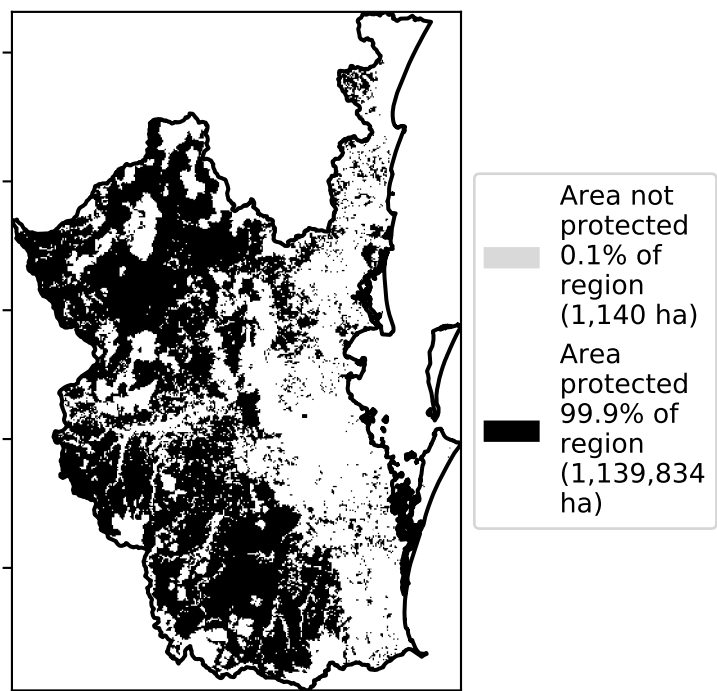 Area not
protected
0.1% of
region
(1,140 ha)
Area
protected
99.9% of
region
(1,139,834
ha)